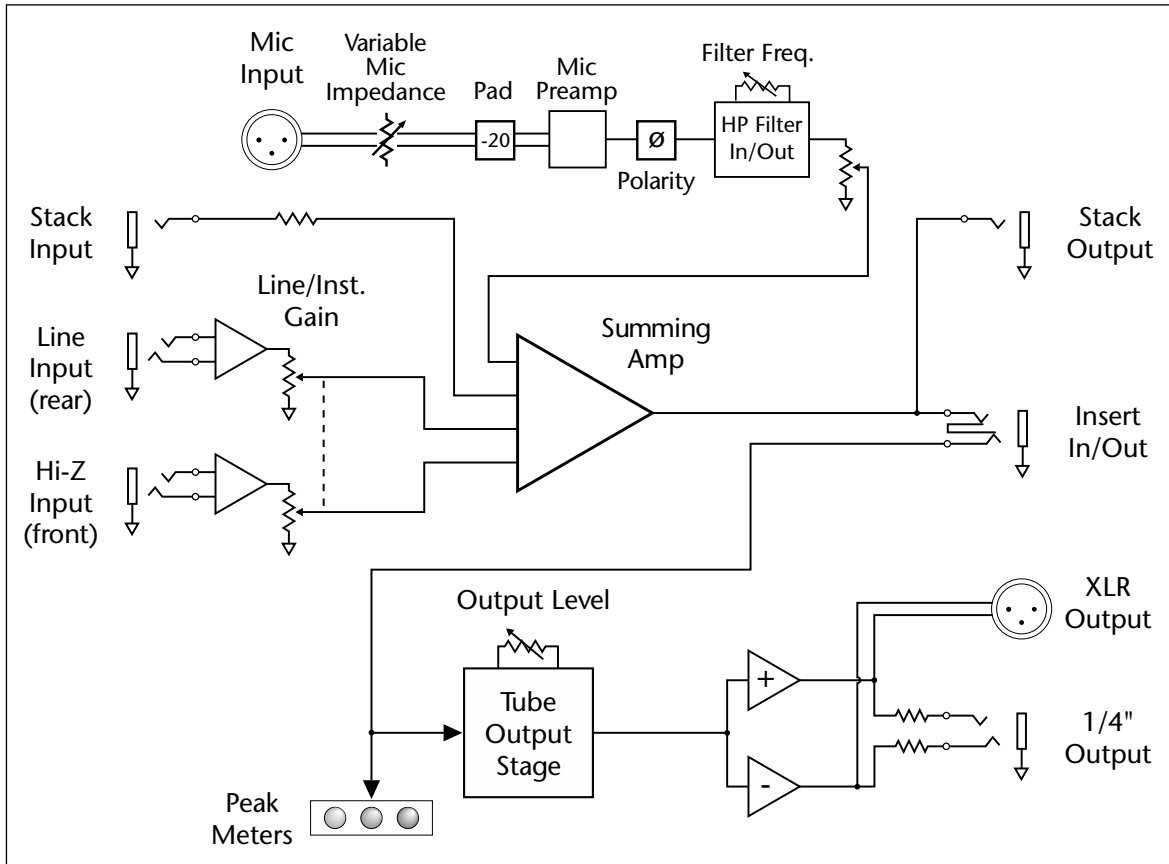 Mic
Input
Variable
Mic
Impedance
Pad
-20
Mic
Preamp
Ø
Polarity
Filter Freq.
HP Filter
In/Out
Stack
Input
Stack
Output
Line/Inst.
Gain
Line
Input
(rear)
Summing
Amp
Insert
In/Out
Hi-Z
Input
(front)
Output Level
XLR
Output
Tube
Output
Stage
+
-
1/4"
Output
Peak
Meters